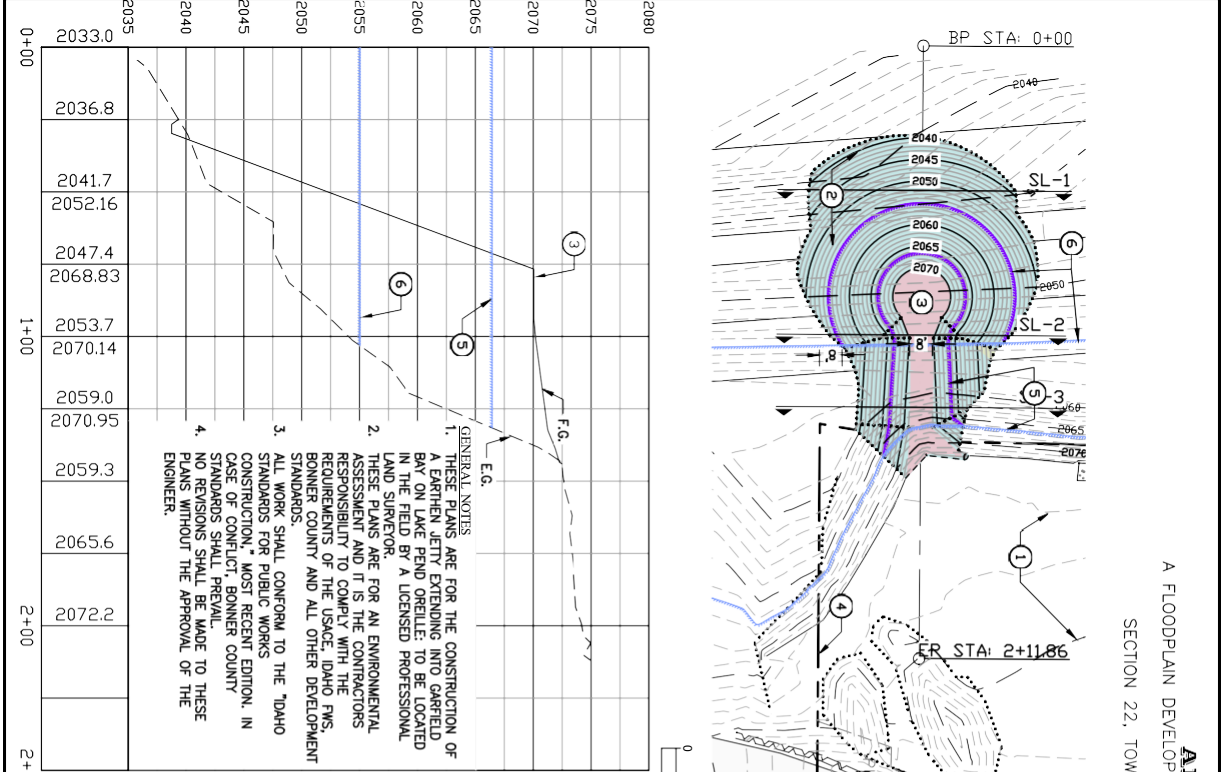 A FLOODPLAIN DEVELOP
SECTION 22, TOW
BP STA: 0+00
2040
2040
2045
2050
SL-1
2
6
2060
2065
2070
2050
3
SL-2
8'
8'
5
2060
2065
2070
1
4
ER STA: 2+11.86
0
2080
2075
2070
2065
2060
2055
2050
2045
2040
2035
3
6
5
F.G.
E.G.
2033.0
2036.8
2041.7
2052.16
2047.4
2068.83
2053.7
2059.0
2070.95
2059.3
2065.6
2072.2
0+00
1+00
2+00
2+
GENERAL NOTES
1. THESE PLANS ARE FOR THE CONSTRUCTION OF
A EARTHEN JETTY EXTENDING INTO GARFIELD
BAY ON LAKE PEND OREILLE; TO BE LOCATED
IN THE FIELD BY A LICENSED PROFESSIONAL
LAND SURVEYOR.
2. THESE PLANS ARE FOR AN ENVIRONMENTAL
ASSESSMENT AND IT IS THE CONTRACTORS
RESPONSIBILITY TO COMPLY WITH THE
REQUIREMENTS OF THE USACE, IDAHO FWS,
BONNER COUNTY AND ALL OTHER DEVELOPMENT
STANDARDS.
3. ALL WORK SHALL CONFORM TO THE "IDAHO
STANDARDS FOR PUBLIC WORKS
CONSTRUCTION," MOST RECENT EDITION. IN
CASE OF CONFLICT, BONNER COUNTY
STANDARDS SHALL PREVAIL.
4. NO REVISIONS SHALL BE MADE TO THESE
PLANS WITHOUT THE APPROVAL OF THE
ENGINEER.